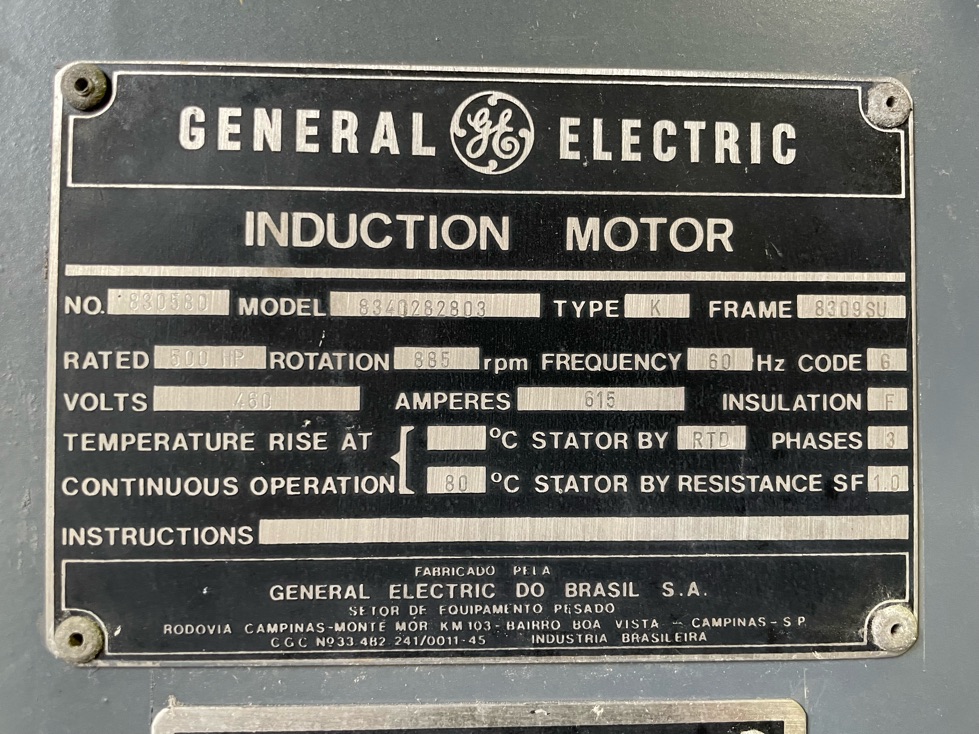 GENERAL GE ELECTRIC
INDUCTION MOTOR
NO. 830580 MODEL 8340282803 TYPE K FRAME 8309SU
RATED 500 HP ROTATION 885 rpm FREQUENCY 60 Hz CODE G
VOLTS 460 AMPERES 615 INSULATION F
TEMPERATURE RISE AT ºC STATOR BY RTD PHASES 3
CONTINUOUS OPERATION 80 ºC STATOR BY RESISTANCE SF 1.0
INSTRUCTIONS
FABRICADO PELA
GENERAL ELECTRIC DO BRASIL S.A.
SETOR DE EQUIPAMENTO PESADO
RODOVIA CAMPINAS-MONTE MOR KM 103 - BAIRRO BOA VISTA - CAMPINAS - S P
C G C Nº 33 482 241/0011-45 INDUSTRIA BRASILEIRA